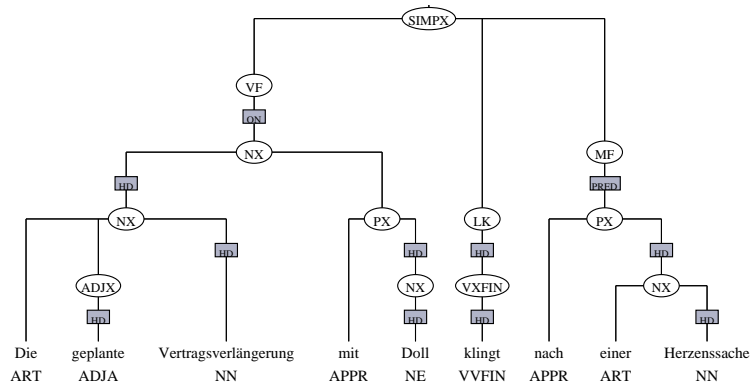 SIMPX
VF
ON
NX MF
HD PRED
NX PX LK PX
HD HD HD HD
ADJX NX VXFIN NX
HD HD HD HD
Die geplante Vertragsverlängerung mit Doll klingt nach einer Herzenssache
ART ADJA NN APPR NE VVFIN APPR ART NN